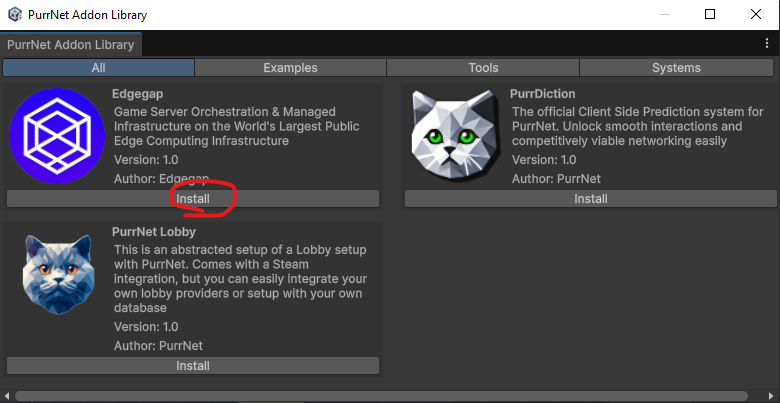 PurrNet Addon Library
PurrNet Addon Library
All
Examples
Tools
Systems
Edgegap
Game Server Orchestration & Managed
Infrastructure on the World's Largest Public
Edge Computing Infrastructure
Version: 1.0
Author: Edgegap
Install
PurrDiction
The official Client Side Prediction system for
PurrNet. Unlock smooth interactions and
competitively viable networking easily
Version: 1.0
Author: PurrNet
Install
PurrNet Lobby
This is an abstracted setup of a Lobby setup
with PurrNet. Comes with a Steam
integration, but you can easily integrate your
own lobby providers or setup with your own
database
Version: 1.0
Author: PurrNet
Install